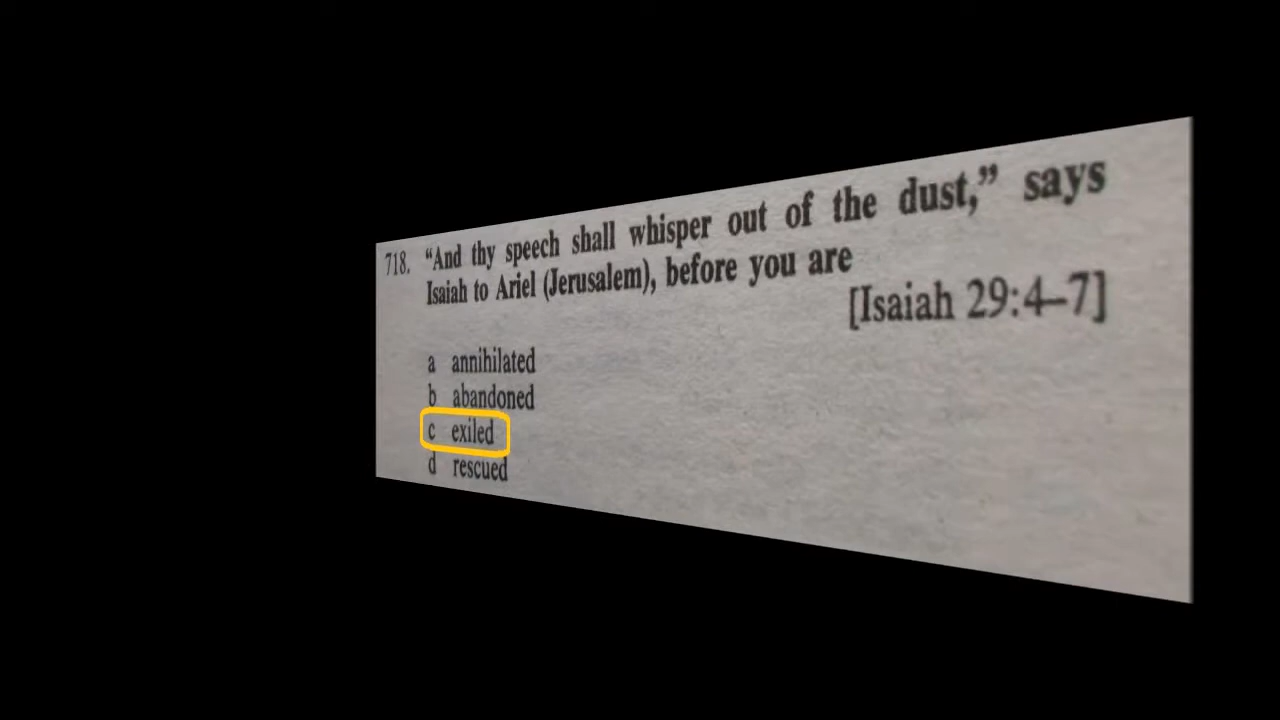 718. “And thy speech shall whisper out of the dust,” says
Isaiah to Ariel (Jerusalem), before you are
[Isaiah 29:4–7]
a annihilated
b abandoned
c exiled
d rescued